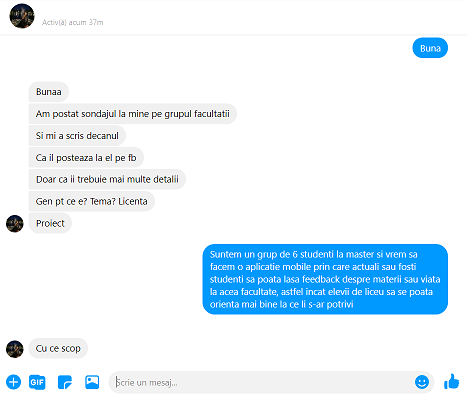 Activ(ă) acum 37m
Buna
Bunaa
Am postat sondajul la mine pe grupul facultatii
Si mi a scris decanul
Ca il posteaza la el pe fb
Doar ca ii trebuie mai multe detalii
Gen pt ce e? Tema? Licenta
Proiect
Suntem un grup de 6 studenti la master si vrem sa
facem o aplicatie mobile prin care actuali sau fosti
studenti sa poata lasa feedback despre materii sau viata
la acea facultate, astfel incat elevii de liceu sa se poata
orienta mai bine la ce li s-ar potrivi
Cu ce scop
GIF
Scrie un mesaj...